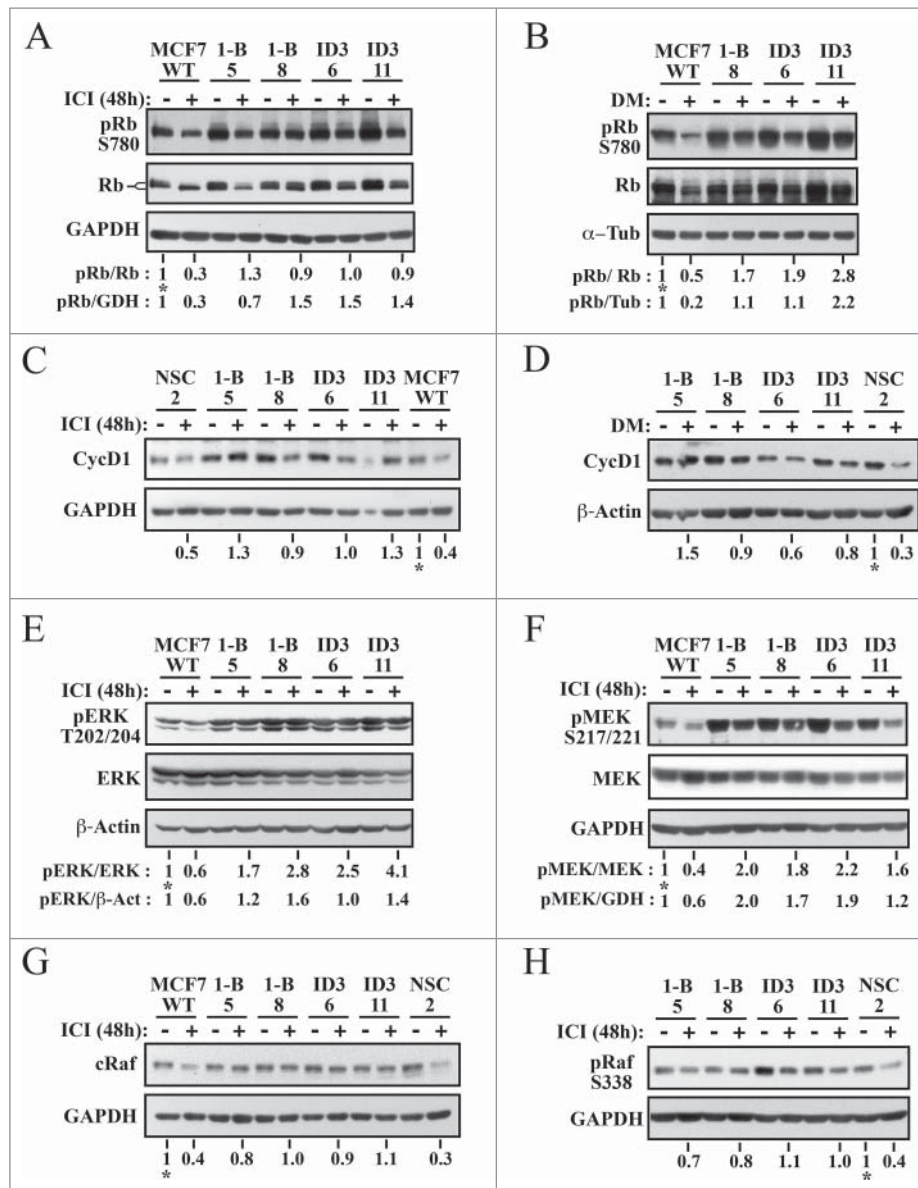 A
MCF7 1-B 1-B ID3 ID3
WT 5 8 6 11
ICI (48h): - + - + - + - + - +
pRb
S780
Rb
GAPDH
pRb/Rb : 1 0.3 1.3 0.9 1.0 0.9
*
pRb/GDH : 1 0.3 0.7 1.5 1.5 1.4
B
MCF7 1-B ID3 ID3
WT 8 6 11
DM: - + - + - + - +
pRb
S780
Rb
α-Tub
pRb/ Rb : 1 0.5 1.7 1.9 2.8
*
pRb/Tub : 1 0.2 1.1 1.1 2.2
C
NSC 1-B 1-B ID3 ID3 MCF7
2 5 8 6 11 WT
ICI (48h): - + - + - + - + - + - +
CycD1
GAPDH
0.5 1.3 0.9 1.0 1.3 1 0.4
*
D
1-B 1-B ID3 ID3 NSC
5 8 6 11 2
DM: - + - + - + - + - +
CycD1
β-Actin
1.5 0.9 0.6 0.8 1 0.3
*
E
MCF7 1-B 1-B ID3 ID3
WT 5 8 6 11
ICI (48h): - + - + - + - + - +
pERK
T202/204
ERK
β-Actin
pERK/ERK : 1 0.6 1.7 2.8 2.5 4.1
*
pERK/β-Act : 1 0.6 1.2 1.6 1.0 1.4
F
MCF7 1-B 1-B ID3 ID3
WT 5 8 6 11
ICI (48h): - + - + - + - + - +
pMEK
S217/221
MEK
GAPDH
pMEK/MEK : 1 0.4 2.0 1.8 2.2 1.6
*
pMEK/GDH : 1 0.6 2.0 1.7 1.9 1.2
G
MCF7 1-B 1-B ID3 ID3 NSC
WT 5 8 6 11 2
ICI (48h): - + - + - + - + - + - +
cRaf
GAPDH
1 0.4 0.8 1.0 0.9 1.1 0.3
*
H
1-B 1-B ID3 ID3 NSC
5 8 6 11 2
ICI (48h): - + - + - + - + - +
pRaf
S338
GAPDH
0.7 0.8 1.1 1.0 1 0.4
*